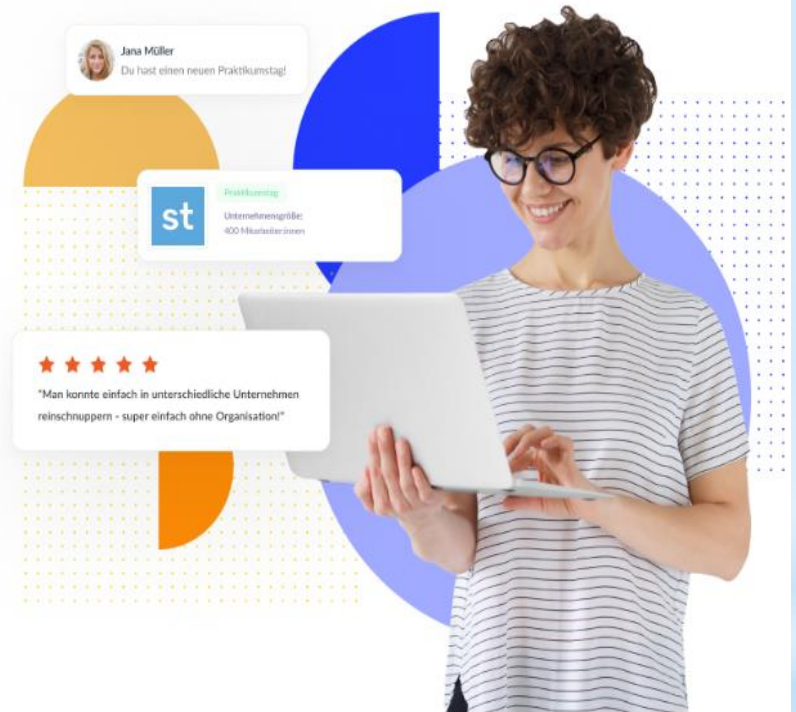 Jana Müller
Du hast einen neuen Praktikumstag!
st
Praktikumstag
Unternehmensgröße:
400 Mitarbeiter:innen
"Man konnte einfach in unterschiedliche Unternehmen
reinschnuppern - super einfach ohne Organisation!"